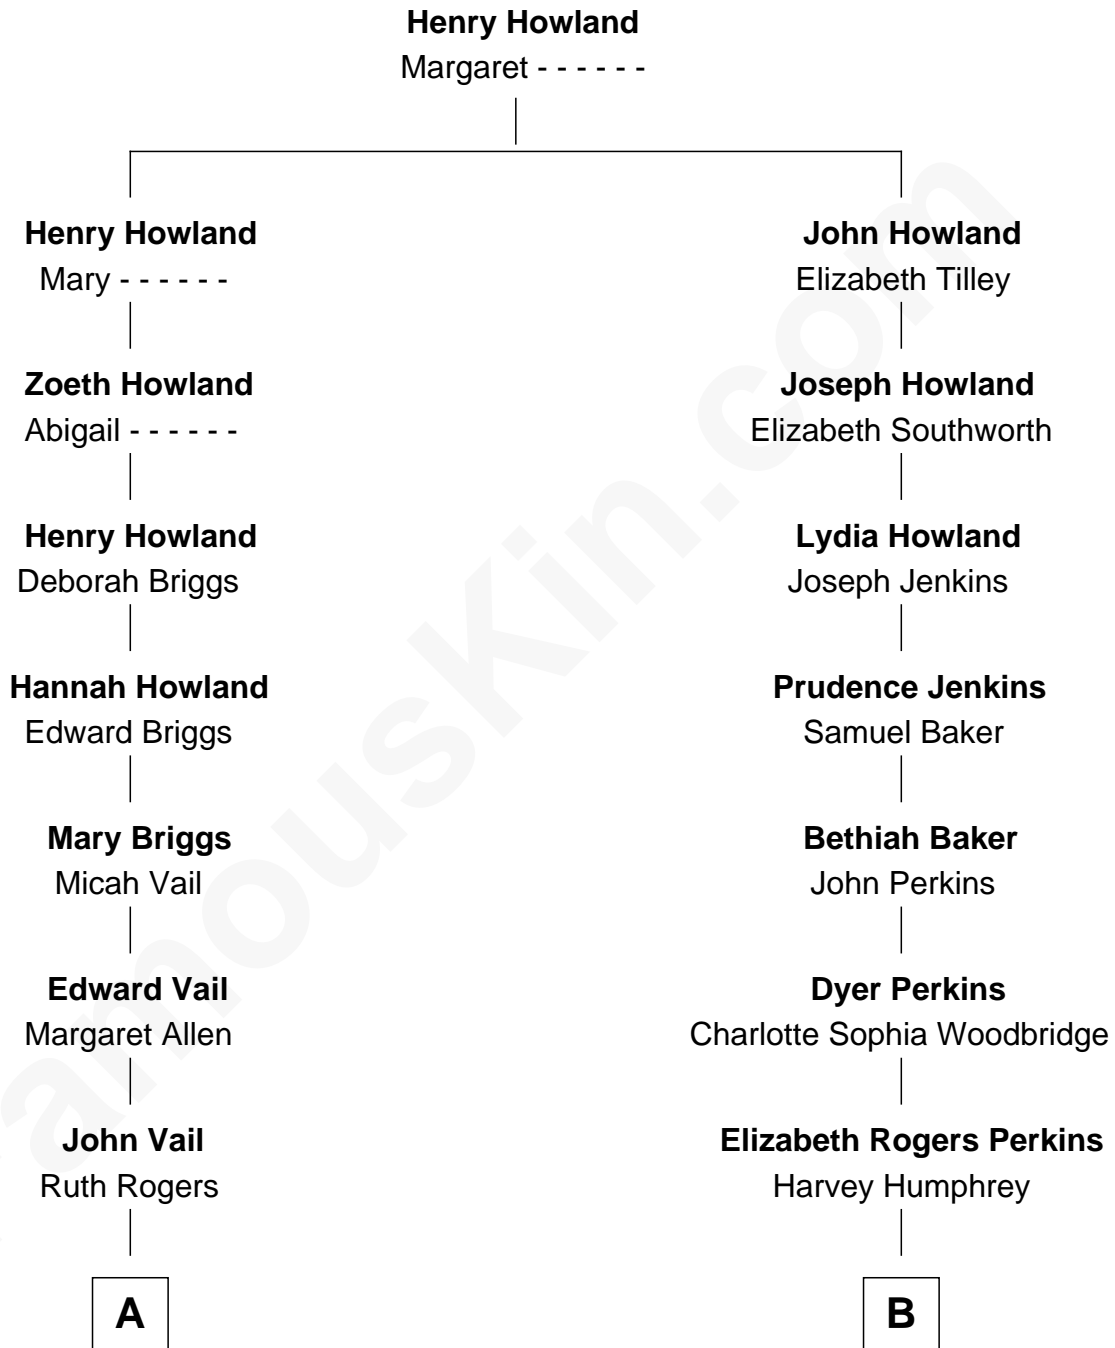 Henry Howland
Margaret - - - - - -
Henry Howland
Mary - - - - - -
Zoeth Howland
Abigail - - - - - -
Henry Howland
Deborah Briggs
Hannah Howland
Edward Briggs
Mary Briggs
Micah Vail
Edward Vail
Margaret Allen
John Vail
Ruth Rogers
A
John Howland
Elizabeth Tilley
Joseph Howland
Elizabeth Southworth
Lydia Howland
Joseph Jenkins
Prudence Jenkins
Samuel Baker
Bethiah Baker
John Perkins
Dyer Perkins
Charlotte Sophia Woodbridge
Elizabeth Rogers Perkins
Harvey Humphrey
B
amousKin.com